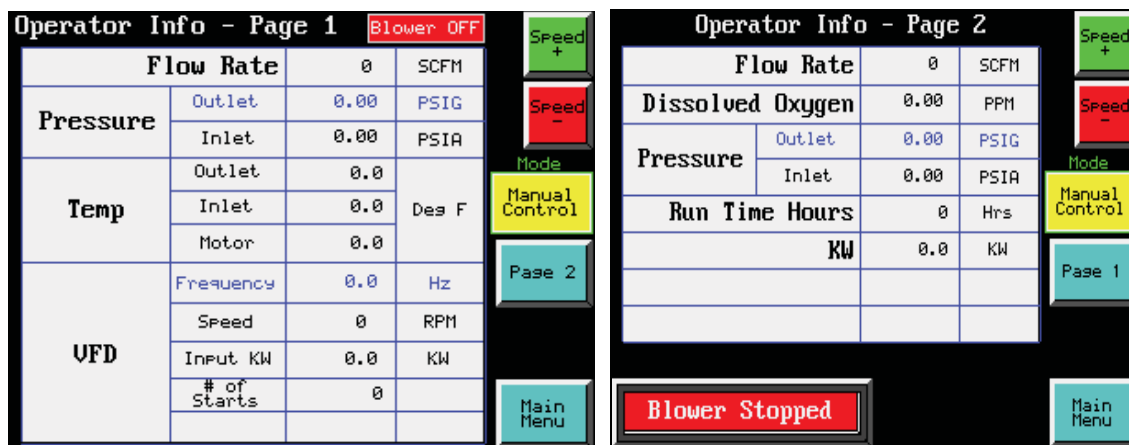 Operator Info - Page 1 Blower OFF
Speed
+
Flow Rate 0 SCFM
Pressure
Outlet 0.00 PSIG
Inlet 0.00 PSIA
Speed
-
Mode
Manual
Control
Temp
Outlet 0.0
Inlet 0.0 Deg F
Motor 0.0
Page 2
VFD
Frequency 0.0 Hz
Speed 0 RPM
Input KW 0.0 KW
# of
Starts 0
Main
Menu
Operator Info - Page 2
Speed
+
Flow Rate 0 SCFM
Dissolved Oxygen 0.00 PPM
Speed
-
Pressure
Outlet 0.00 PSIG
Inlet 0.00 PSIA
Mode
Manual
Control
Run Time Hours 0 Hrs
KW 0.0 KW
Page 1
Blower Stopped
Main
Menu